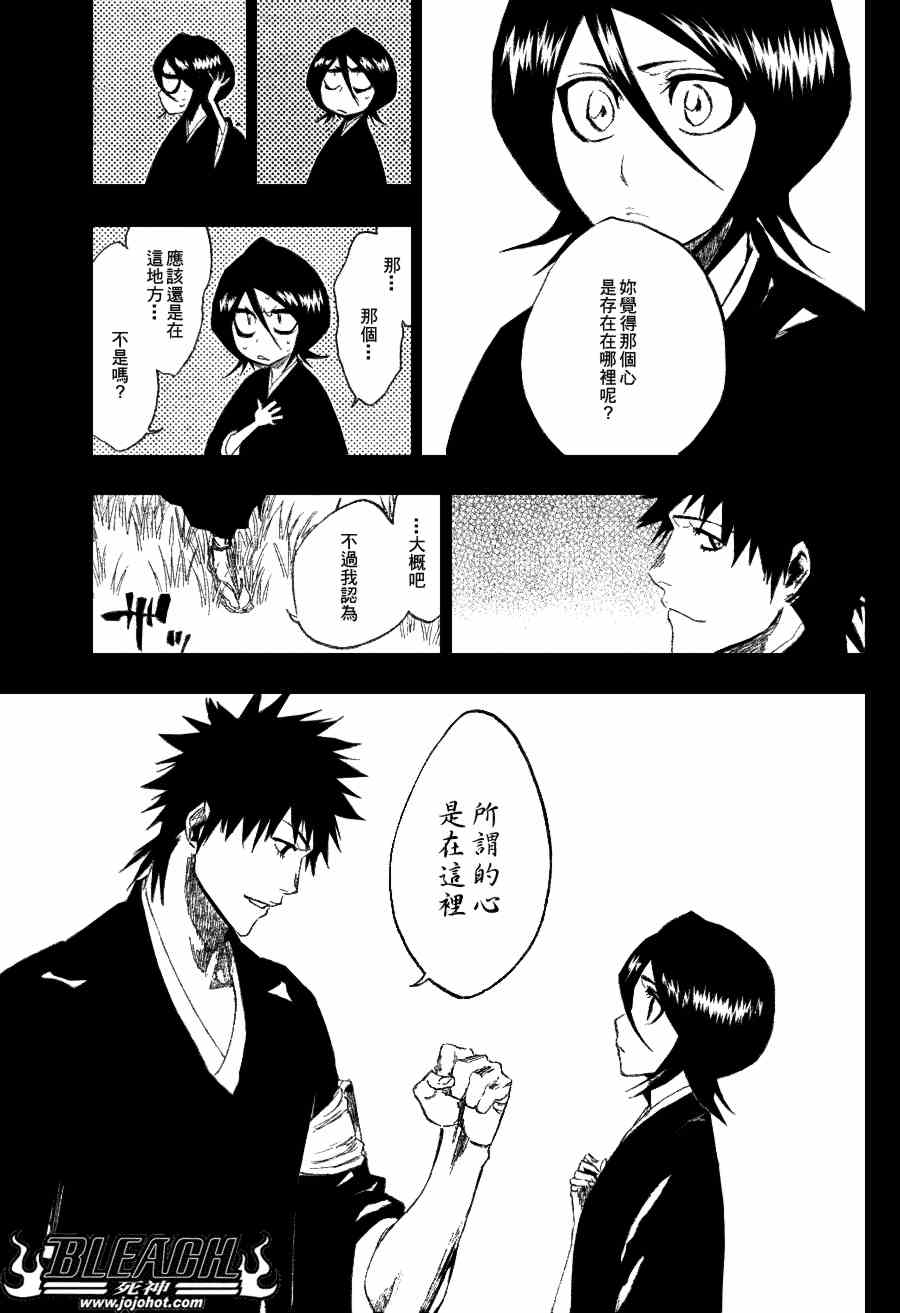 妳覺得那個心
是存在在哪裡呢？
那…
那個…
應該還是在
這地方…
不是嗎？
…大概吧
不過我認為
ザッ
所謂的心
是在這裡
BLEACH
死神
www.jojohot.com